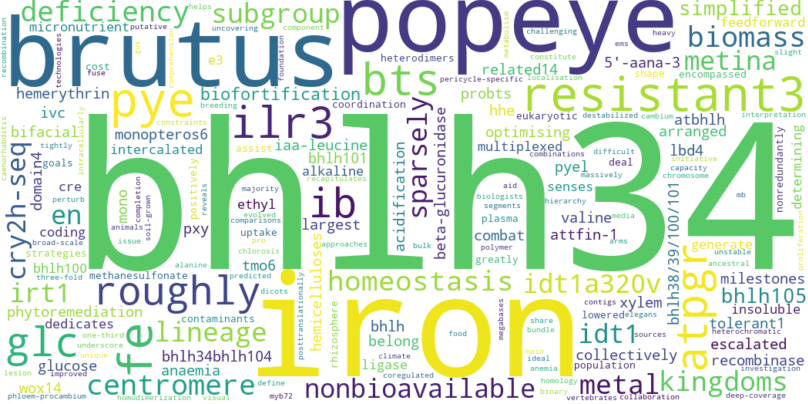 deficiency helps subgroup popeye simplified
micronutrient putative uncovering component feedforward
recombination brutus technologies cost fuse e3 gus comprehension foundation heterodimers metabolism challenging constitute ems heavy biomass
hemerythrin biofortification bts related14 5'-aana-3 shape metina
pye breeding coordination pericycle-specific localisation encompassed
ivc constraints ilr3 probts hhe eukaryotic resistant3
bifacial tightly monopteros6 assist iaa-leucine optimising destabilized cambium interpretation
caenorhabditis intercalated intracellularly positively recapitulates bhlh101 sparsely multiplexed combinations atbhlh arranged
goals domain4 cre alkaline acidification beta-glucuronidase pyel difficult deal initiative lbd4 capacity determining
cry2h-seq en mono majority ethyl ib senses massively biologists chromosome nonredundantly
bhlh34
coding perturb completion animals evolved comparisons pxy largest plasma aid segments hierarchy mb
strategies broad-scale soil-grown reveals uptake pro valine combat media
bhlh100 issue three-fold tmo6 chlorosis approaches attfin-1 greatly arms
irt1 methanesulfonate alanine predicted bulk polymer idt1a320v atpgr generate unstable ancestral milestones
phytoremediation roughly dicots hemicelluloses homeostasis bhlh38/39/100/101 bhlh105 insoluble
dedicates contaminants one-third underscore iron rhizosphere bhlh contigs share bundle idt1 xylem tolerant1
glc fe lineage posttranslationally belong food lowered elegans sources escalated
glucose unique bhlh34bhlh104 anaemia climate megabases main ideal anemia collectively population recombinase heterochromatic
wox14 lesion improved centromere define ligase coregulated homology metal kingdoms
phloem-procambium homodimerization visual myb72 nonbioavailable binary vertebrates collaboration slight investigation deep-coverage